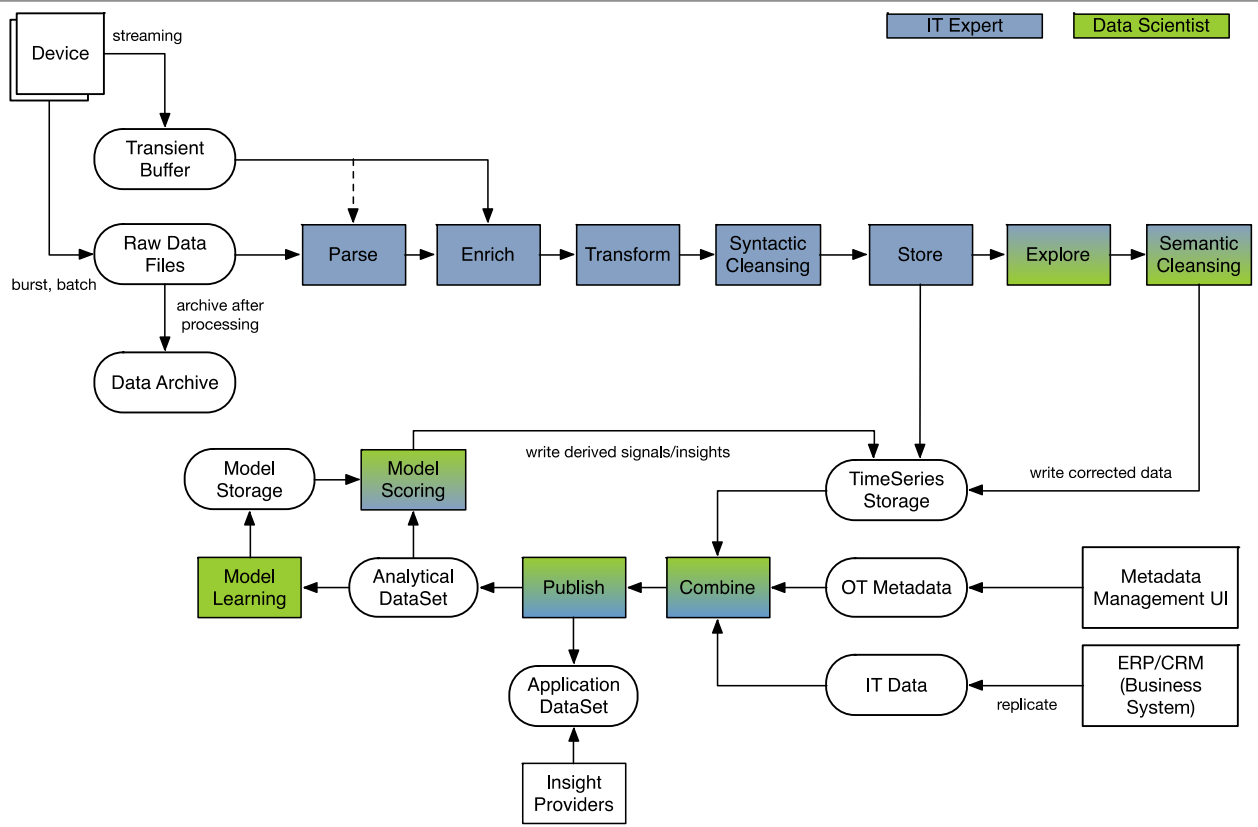 IT Expert
Data Scientist
Device
streaming
Transient
Buffer
Raw Data
Files
burst, batch
archive after
processing
Data Archive
Parse
Enrich
Transform
Syntactic
Cleansing
Store
Explore
Semantic
Cleansing
Model
Storage
Model
Scoring
write derived signals/insights
TimeSeries
Storage
write corrected data
Model
Learning
Analytical
DataSet
Publish
Combine
OT Metadata
Metadata
Management UI
Application
DataSet
IT Data
replicate
ERP/CRM
(Business
System)
Insight
Providers